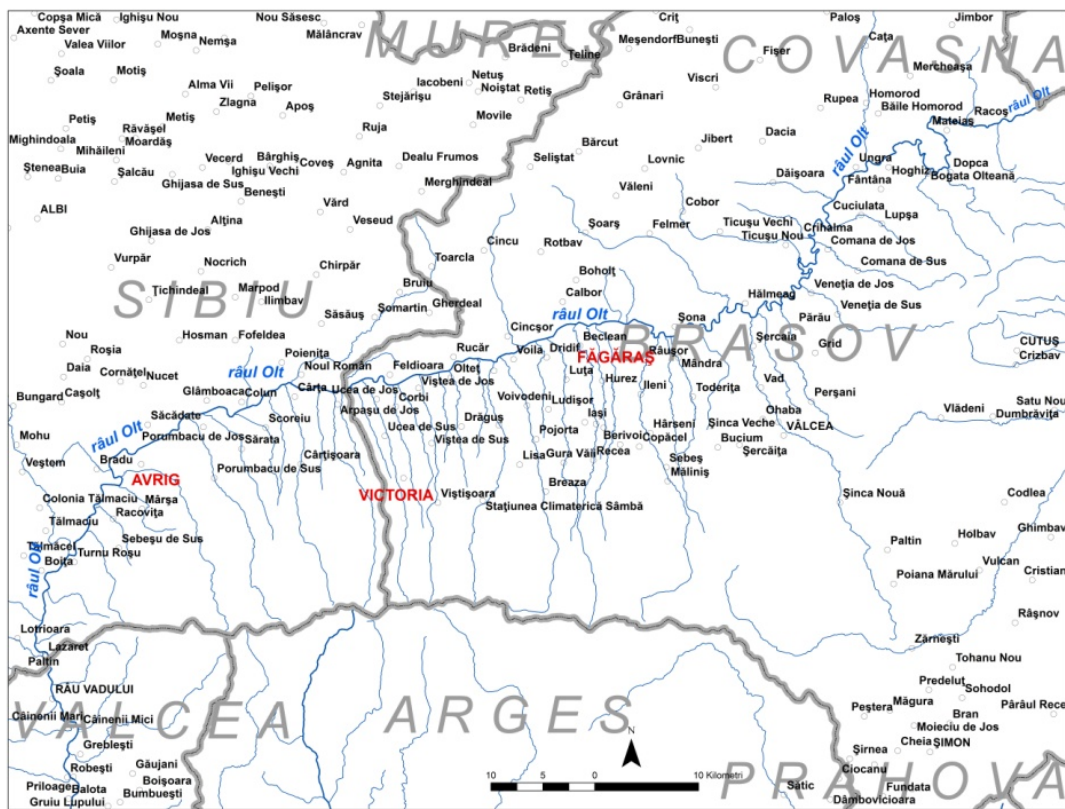 Copşa Mică
Ighişu Nou
Nou Săsesc
Criţ
Paloş
Jimbor
Axente Sever
Moşna
Mălâncrav
MUREŞ
Brădeni
Ţeline
Meşendorf
Buneşti
Fişer
Caţa
COVASNA
Valea Viilor
Nemşa
Mercheaşa
Şoala
Motiş
Alma Vii
Pelişor
Iacobeni
Netuş
Noiştat
Viscri
Homorod
Zlagna
Apoş
Stejărişu
Retiş
Grânari
Rupea
Băile Homorod
Racoş
râul Olt
Petiş
Metiş
Movile
Mateiaş
Mighindoala
Răvăşel
Moardăş
Ruja
Jibert
Dacia
râul Olt
Mihăileni
Vecerd
Bârghiş
Coveş
Agnita
Dealu Frumos
Seliştat
Bărcut
Lovnic
Ungra
Dopca
Ştenea
Buia
Şalcău
Ighişu Vechi
Hoghiz
Bogata Olteană
Ghijasa de Sus
Beneşti
Merghindeal
Văleni
Dăişoara
Fântâna
ALBI
Vărd
Cobor
Cuciulata
Lupşa
Alţina
Veseud
Şoarş
Felmer
Ticuşu Vechi
Crihalma
Ghijasa de Jos
Cincu
Rotbav
Ticuşu Nou
Comana de Jos
Vurpăr
Nocrich
Chirpăr
Toarcla
Comana de Sus
Boholţ
SIBIU
Ţichindeal
Marpod
Ilimbav
Bruiu
Calbor
Hălmeag
Veneţia de Jos
Şomartin
Gherdeal
râul Olt
Şona
Veneţia de Sus
Săsăuş
Cincşor
Părău
Nou
Hosman
Fofeldea
Beclean
BRASOV
Şercaia
Grid
CUTUŞ
Roşia
Poieniţa
Rucăr
Voila
Dridif
FĂGĂRAŞ
Râuşor
Mândra
Crizbav
Daia
Cornăţel
Nucet
râul Olt
Noul Român
Feldioara
Olteţ
Luţa
Hurez
Ileni
Toderiţa
Vad
Perşani
Bungard
Caşolţ
Glâmboaca
Colun
Cârţa
Ucea de Jos
Corbi
Viştea de Jos
Voivodeni
Ludişor
Satu Nou
Săcădate
Scoreiu
Arpaşu de Jos
Drăguş
Iaşi
Ohaba
Vlădeni
Dumbrăviţa
Mohu
râul Olt
Porumbacu de Jos
Sărata
Ucea de Sus
Viştea de Sus
Pojorta
Berivoi
Hârseni
Copăcel
Şinca Veche
VÂLCEA
Veştem
Bradu
Cârţişoara
Lisa
Gura Văii
Recea
Bucium
Şercăiţa
AVRIG
Porumbacu de Sus
Breaza
Sebeş
Măliniş
Colonia Tălmaciu
Mârşa
VICTORIA
Viştişoara
Staţiunea Climaterică Sâmbă
Şinca Nouă
Codlea
Tălmaciu
Racoviţa
Tălmăcel
Sebeşu de Sus
Ghimbav
Boiţa
Turnu Roşu
Paltin
Holbav
râul Olt
Vulcan
Poiana Mărului
Cristian
Râşnov
Lotrioara
Lazaret
Zărneşti
Paltin
Tohanu Nou
RÂU VADULUI
Predeluţ
Sohodol
VALCEA
ARGES
Câinenii Mari
Câinenii Mici
Peştera
Măgura
Bran
Pârâul Rece
Moieciu de Jos
Grebleşti
Şirnea
Cheia
ŞIMON
Robeşti
Găujani
Ciocanu
PRAHOVA
Priloage
Balota
Boişoara
Bumbueşti
Satic
Fundata
Gruiu Lupului
Dâmbovicioara
N
10 5 0 10 Kilometri